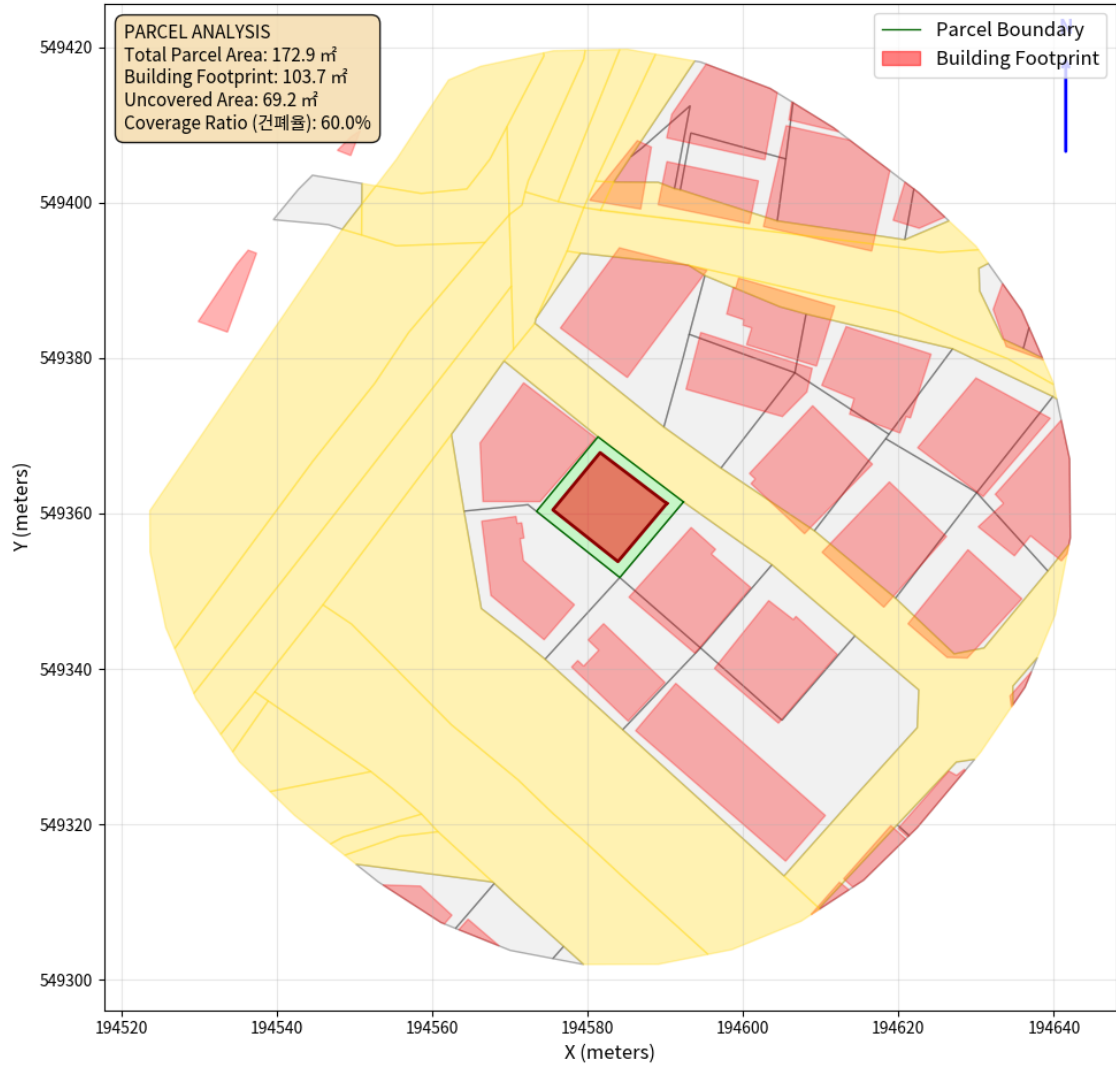 PARCEL ANALYSIS
Total Parcel Area: 172.9 ㎡
Building Footprint: 103.7 ㎡
Uncovered Area: 69.2 ㎡
Coverage Ratio (건폐율): 60.0%
Parcel Boundary
Building Footprint
N
549420
549400
549380
549360
549340
549320
549300
Y (meters)
194520 194540 194560 194580 194600 194620 194640
X (meters)